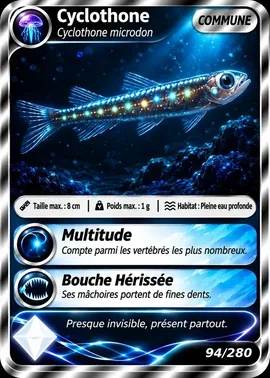 Cyclothone
COMMUNE
Cyclothone microdon
Taille max. : 8 cm | Poids max. : 1 g | Habitat : Pleine eau profonde
Multitude
Compte parmi les vertébrés les plus nombreux.
Bouche Hérissée
Ses mâchoires portent de fines dents.
Presque invisible, présent partout.
94/280